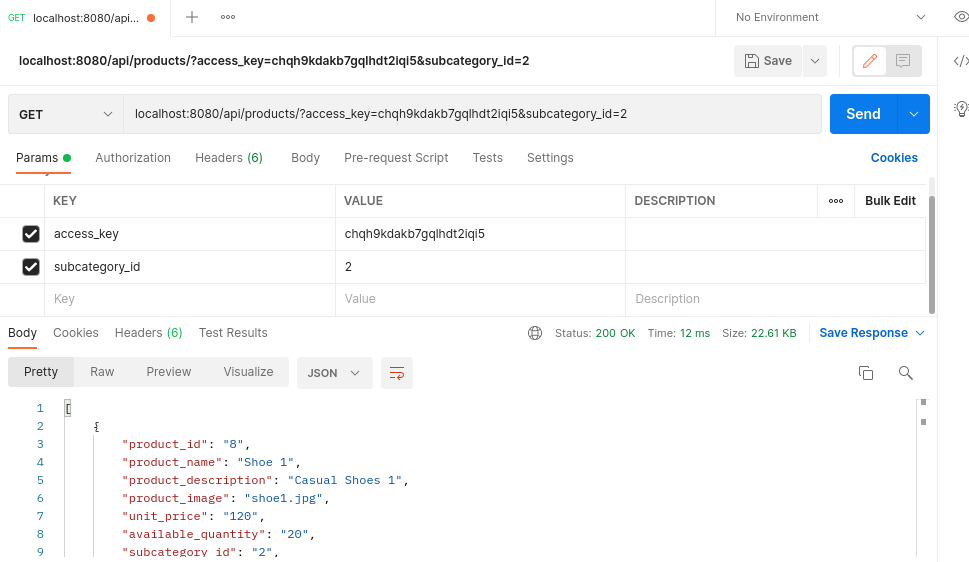 GET localhost:8080/api... No Environment
localhost:8080/api/products/?access_key=chqh9kdakb7gqlhdt2iqi5&subcategory_id=2 Save
GET localhost:8080/api/products/?access_key=chqh9kdakb7gqlhdt2iqi5&subcategory_id=2 Send
Params Authorization Headers (6) Body Pre-request Script Tests Settings Cookies
KEY VALUE DESCRIPTION Bulk Edit
access_key chqh9kdakb7gqlhdt2iqi5
subcategory_id 2
Key Value Description
Body Cookies Headers (6) Test Results Status: 200 OK Time: 12 ms Size: 22.61 KB Save Response
Pretty Raw Preview Visualize JSON
1 [
2 {
3 "product_id": "8",
4 "product_name": "Shoe 1",
5 "product_description": "Casual Shoes 1",
6 "product_image": "shoe1.jpg",
7 "unit_price": "120",
8 "available_quantity": "20",
9 "subcategory_id": "2",